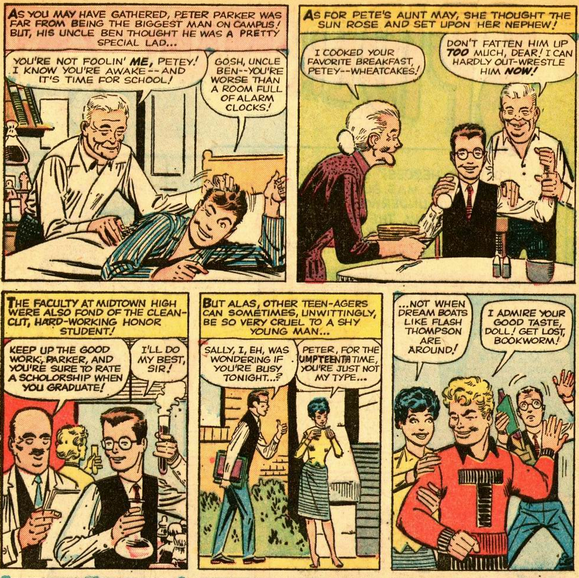 AS YOU MAY HAVE GATHERED, PETER PARKER WAS
FAR FROM BEING THE BIGGEST MAN ON CAMPUS!
BUT, HIS UNCLE BEN THOUGHT HE WAS A PRETTY
SPECIAL LAD...
YOU'RE NOT FOOLIN' ME, PETEY!
I KNOW YOU'RE AWAKE--AND
IT'S TIME FOR SCHOOL!
GOSH, UNCLE
BEN--YOU'RE
WORSE THAN
A ROOM FULL
OF ALARM
CLOCKS!
AS FOR PETE'S AUNT MAY, SHE THOUGHT THE
SUN ROSE AND SET UPON HER NEPHEW!
I COOKED YOUR
FAVORITE BREAKFAST,
PETEY--WHEATCAKES!
DON'T FATTEN HIM UP
TOO MUCH, DEAR! I CAN
HARDLY OUT-WRESTLE
HIM NOW!
THE FACULTY AT MIDTOWN HIGH
WERE ALSO FOND OF THE CLEAN-
CUT, HARD-WORKING HONOR
STUDENT!
KEEP UP THE GOOD
WORK, PARKER, AND
YOU'RE SURE TO RATE
A SCHOLORSHIP WHEN
YOU GRADUATE!
I'LL DO
MY BEST,
SIR!
BUT ALAS, OTHER TEEN-AGERS
CAN SOMETIMES, UNWITTINGLY,
BE SO VERY CRUEL TO A SHY
YOUNG MAN...
SALLY, I, EH, WAS
WONDERING IF
YOU'RE BUSY
TONIGHT...?
PETER, FOR THE
UMPTEENTH TIME,
YOU'RE JUST NOT
MY TYPE...
...NOT WHEN
DREAM BOATS
LIKE FLASH
THOMPSON
ARE
AROUND!
I ADMIRE YOUR
GOOD TASTE,
DOLL! GET LOST,
BOOKWORM!
T